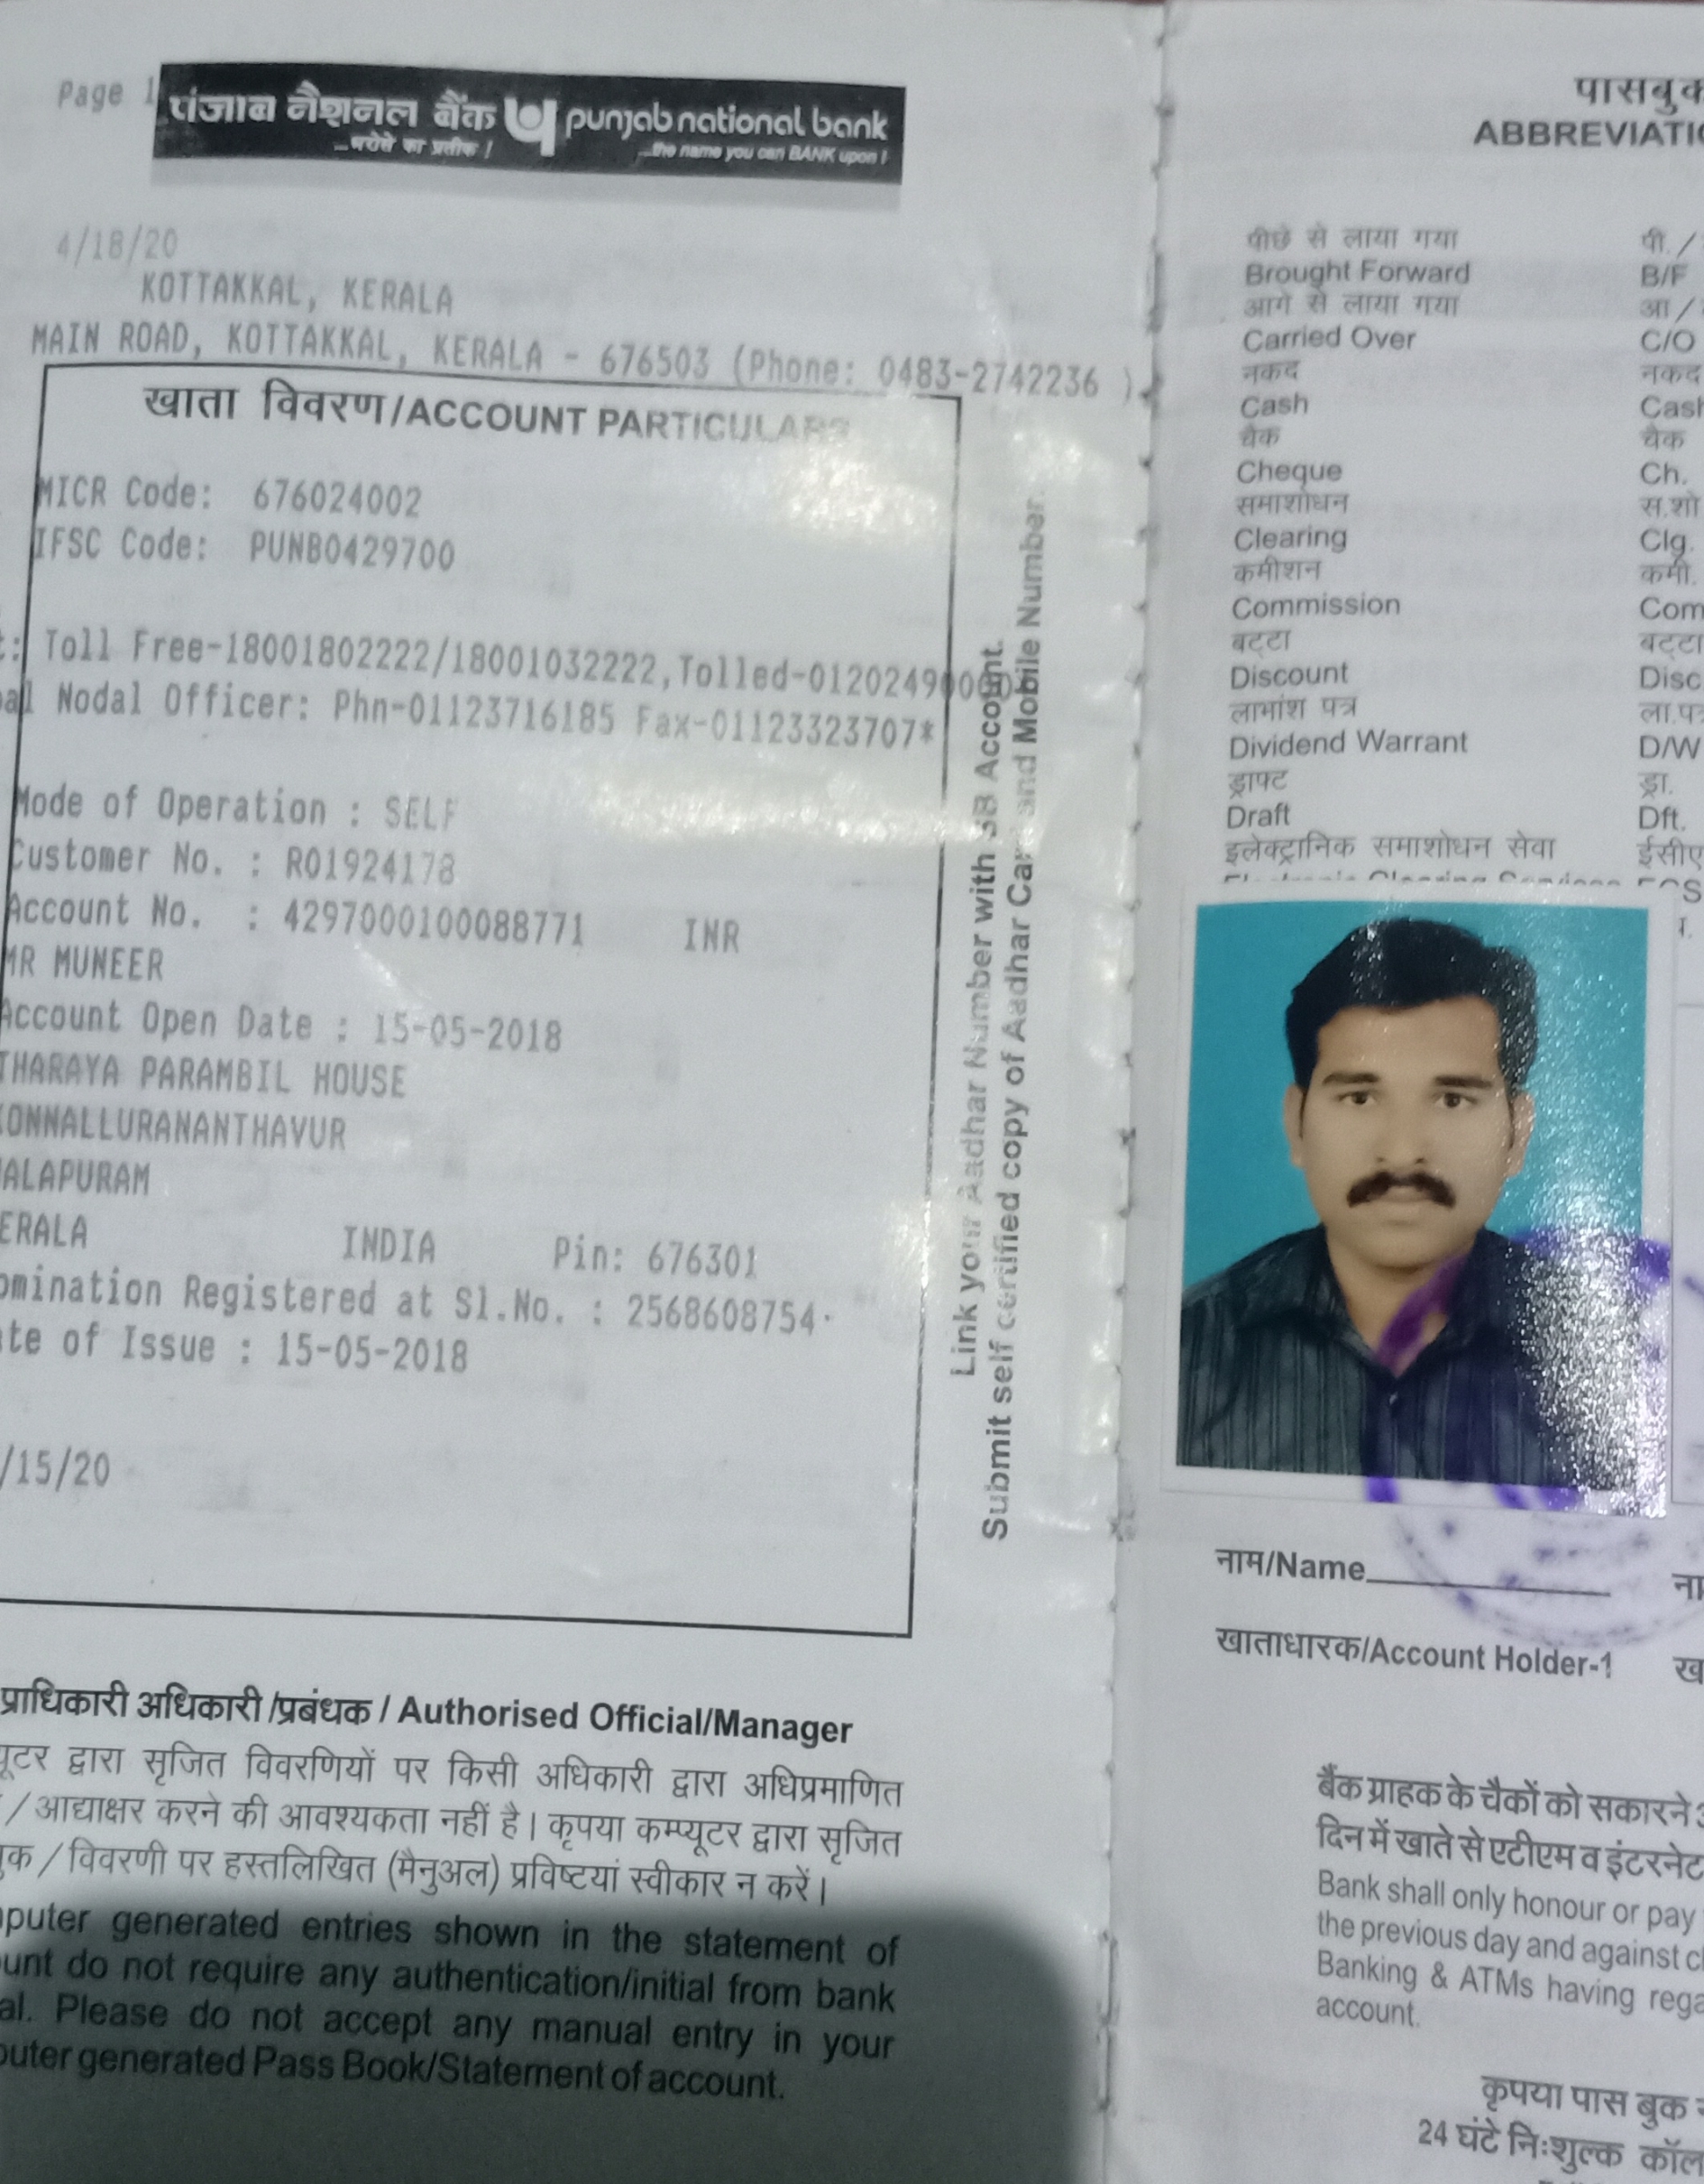 Page 1
पंजाब नैशनल बैंक punjab national bank
...भरोसे का प्रतीक ! ...the name you can BANK upon !
4/18/20
KOTTAKKAL, KERALA
MAIN ROAD, KOTTAKKAL, KERALA - 676503 (Phone: 0483-2742236 )
खाता विवरण/ACCOUNT PARTICULARS
MICR Code: 676024002
IFSC Code: PUNB0429700
Toll Free-18001802222/18001032222,Tolled-01202490000
al Nodal Officer: Phn-01123716185 Fax-01123323707*
Mode of Operation : SELF
Customer No. : R01924178
Account No. : 4297000100088771 INR
MR MUNEER
Account Open Date : 15-05-2018
THARAYA PARAMBIL HOUSE
KONNALLURANANTHAVUR
ALAPURAM
ERALA INDIA Pin: 676301
omination Registered at Sl.No. : 2568608754
te of Issue : 15-05-2018
/15/20
Link your Aadhar Number with SB Account.
Submit self certified copy of Aadhar Card and Mobile Number.
प्राधिकारी अधिकारी/प्रबंधक / Authorised Official/Manager
यूटर द्वारा सृजित विवरणियों पर किसी अधिकारी द्वारा अधिप्रमाणित
/ आद्याक्षर करने की आवश्यकता नहीं है। कृपया कम्प्यूटर द्वारा सृजित
ुक / विवरणी पर हस्तलिखित (मैनुअल) प्रविष्टियां स्वीकार न करें।
puter generated entries shown in the statement of
unt do not require any authentication/initial from bank
al. Please do not accept any manual entry in your
puter generated Pass Book/Statement of account.
पासबुक
ABBREVIATIO
पीछे से लाया गया पी. /
Brought Forward B/F
आगे से लाया गया आ /
Carried Over C/O
नकद नकद
Cash Cash
चैक चैक
Cheque Ch.
समाशोधन स.शो
Clearing Clg.
कमीशन कमी.
Commission Com
बट्टा बट्टा
Discount Disc
लाभांश पत्र ला.पत्र
Dividend Warrant D/W
ड्राफ्ट ड्रा.
Draft Dft.
इलेक्ट्रानिक समाशोधन सेवा ईसीए
Electronic Clearing Services ECS
नाम/Name
ना
खाताधारक/Account Holder-1
ख
बैंक ग्राहक के चैकों को सकारने
दिन में खाते से एटीएम व इंटरनेट
Bank shall only honour or pay
the previous day and against c
Banking & ATMs having rega
account.
कृपया पास बुक
24 घंटे निःशुल्क कॉल